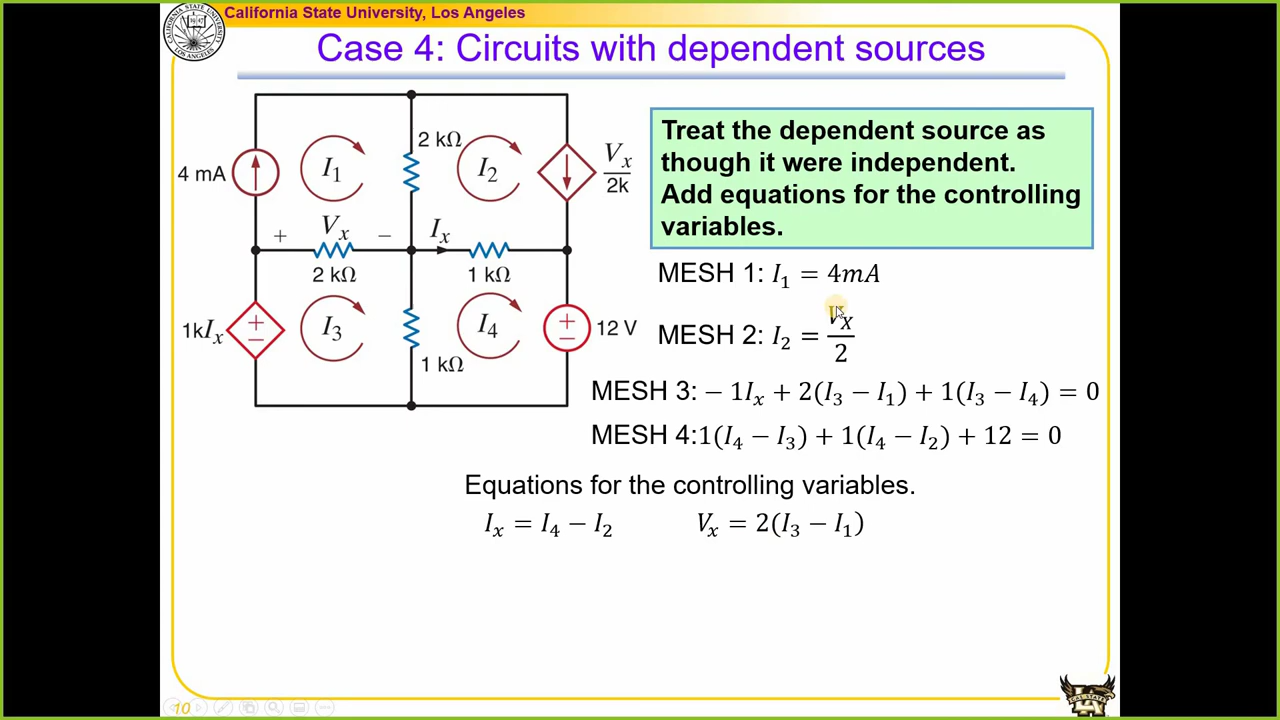 California State University, Los Angeles
Case 4: Circuits with dependent sources
2 kΩ
4 mA
I₁
I₂
Vₓ
2k
+ Vₓ −
Iₓ
2 kΩ
1 kΩ
1kIₓ
+
−
I₃
I₄
+
−
12 V
1 kΩ
Treat the dependent source as
though it were independent.
Add equations for the controlling
variables.
MESH 1: I₁ = 4mA
MESH 2: I₂ = Vₓ/2
MESH 3: − 1Iₓ + 2(I₃ − I₁) + 1(I₃ − I₄) = 0
MESH 4:1(I₄ − I₃) + 1(I₄ − I₂) + 12 = 0
Equations for the controlling variables.
Iₓ = I₄ − I₂ Vₓ = 2(I₃ − I₁)
10